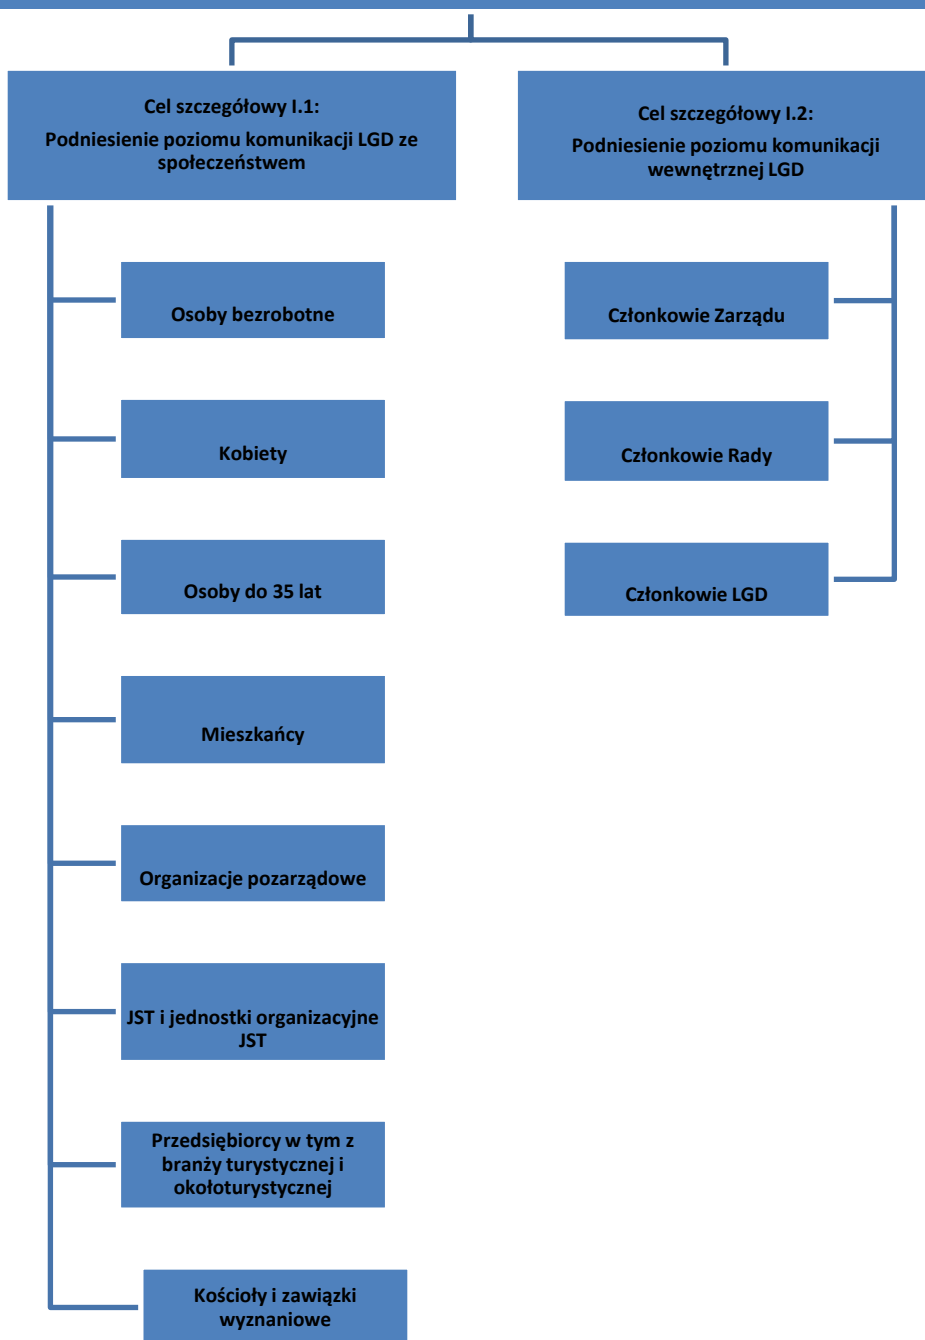 Cel szczegółowy I.1:
Podniesienie poziomu komunikacji LGD ze
społeczeństwem
Cel szczegółowy I.2:
Podniesienie poziomu komunikacji
wewnętrznej LGD
Osoby bezrobotne
Kobiety
Osoby do 35 lat
Mieszkańcy
Organizacje pozarządowe
JST i jednostki organizacyjne
JST
Przedsiębiorcy w tym z
branży turystycznej i
okołoturystycznej
Kościoły i zawiązki
wyznaniowe
Członkowie Zarządu
Członkowie Rady
Członkowie LGD